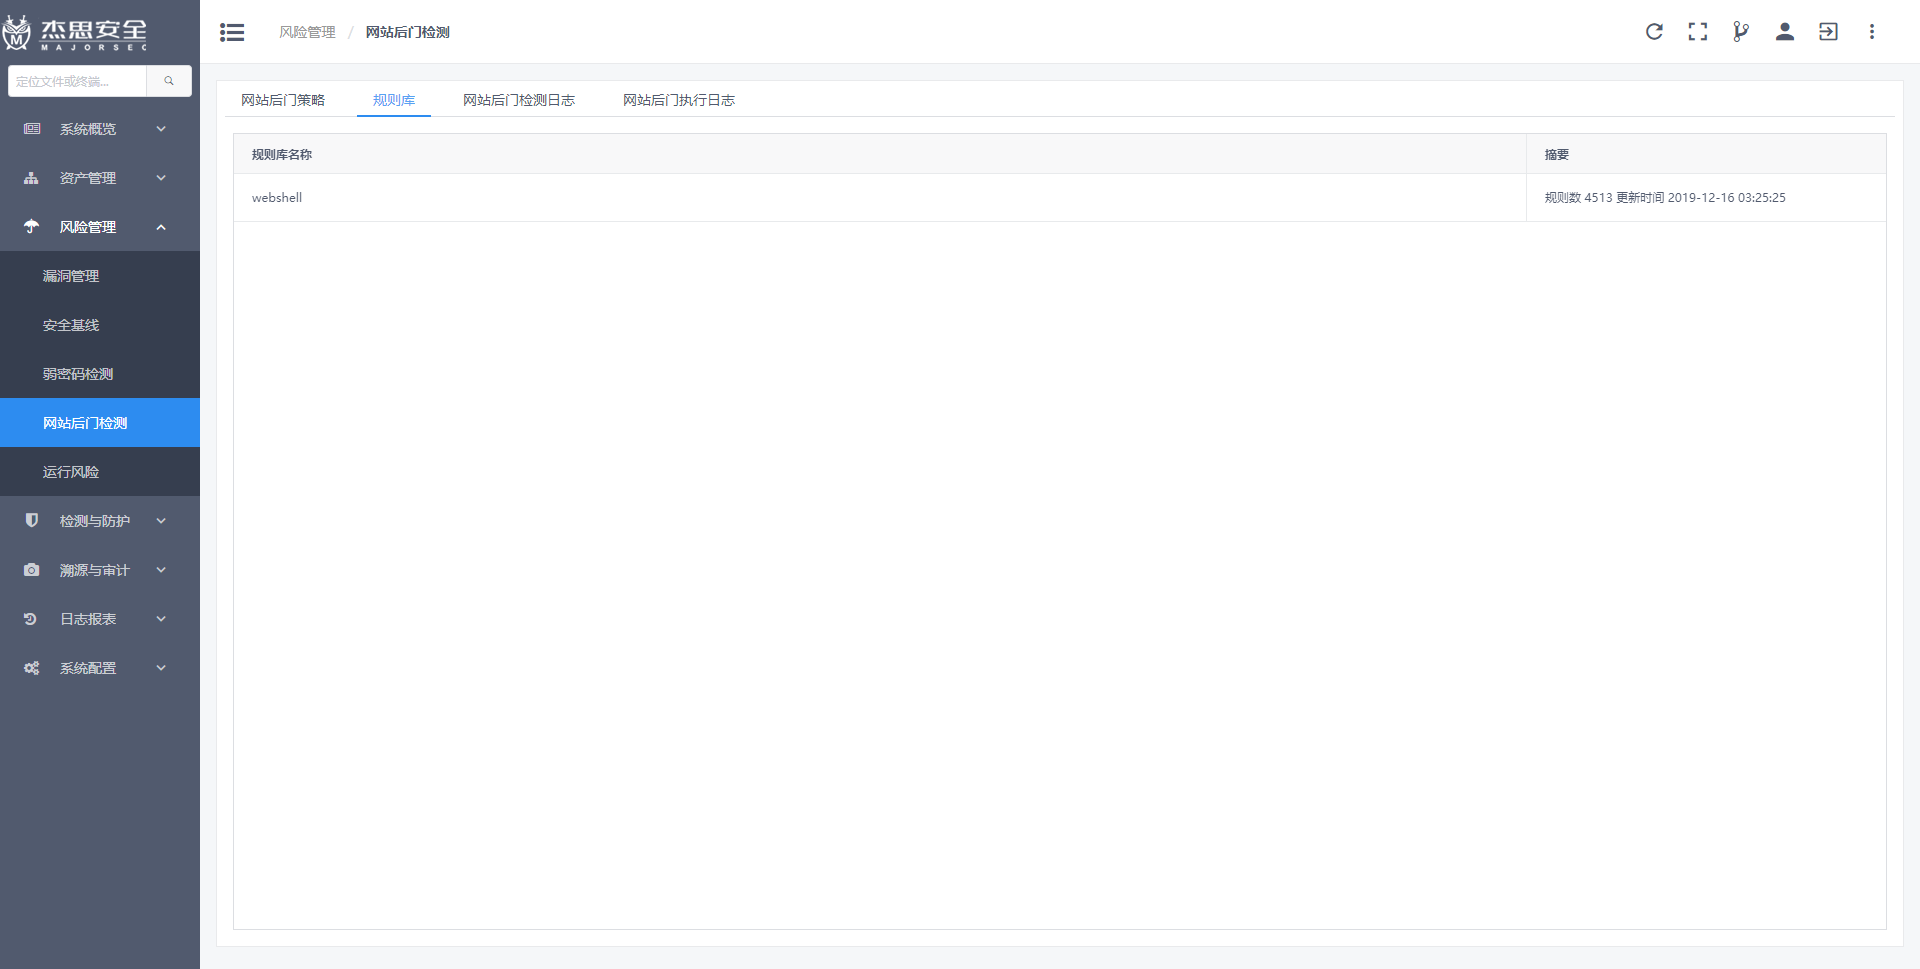 杰思安全
MAJORSEC
定位文件或终端...
系统概览
资产管理
风险管理
漏洞管理
安全基线
弱密码检测
网站后门检测
运行风险
检测与防护
溯源与审计
日志报表
系统配置
风险管理 / 网站后门检测
网站后门策略 规则库 网站后门检测日志 网站后门执行日志
规则库名称 摘要
webshell 规则数 4513 更新时间 2019-12-16 03:25:25